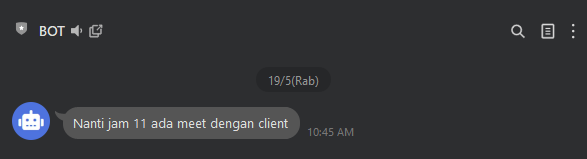 BOT
19/5(Rab)
Nanti jam 11 ada meet dengan client
10:45 AM